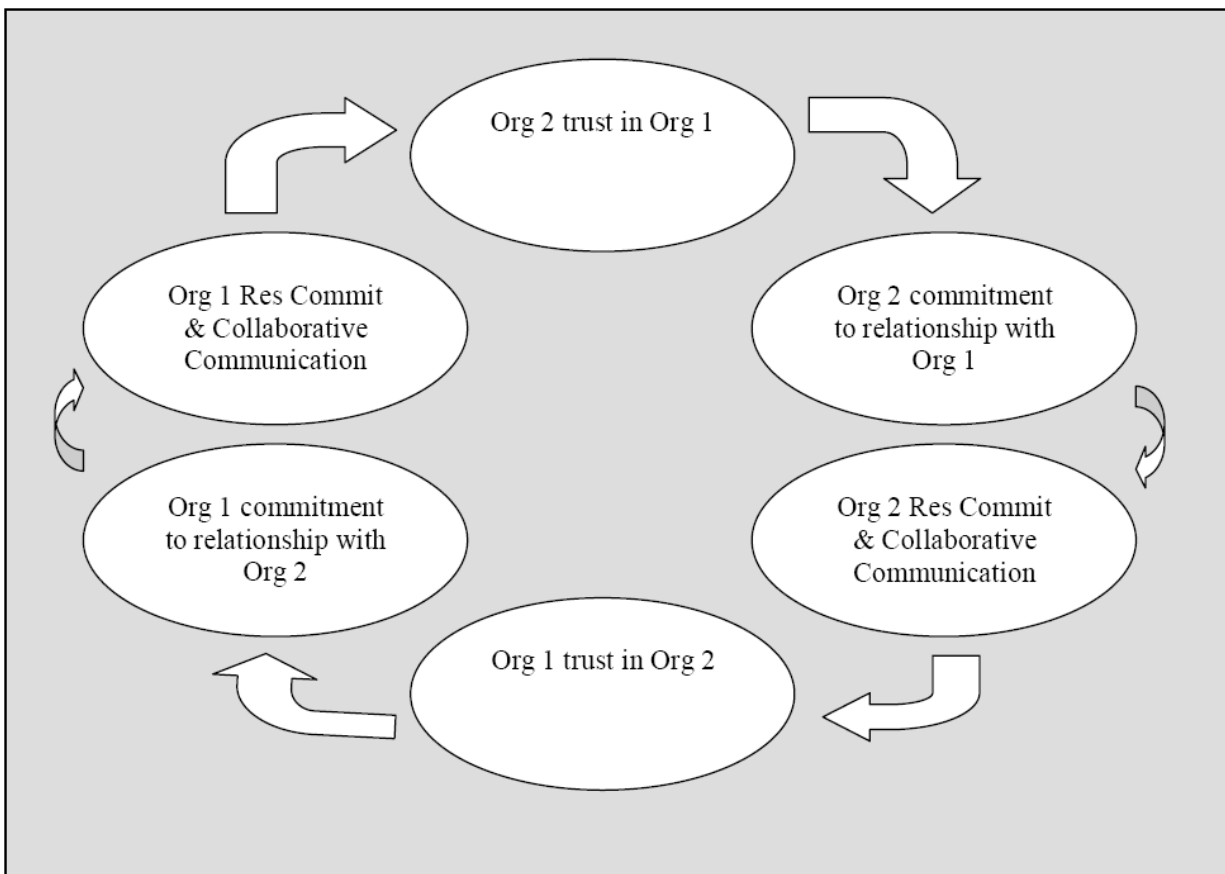 Org 2 trust in Org 1
Org 1 Res Commit
& Collaborative
Communication
Org 2 commitment
to relationship with
Org 1
Org 1 commitment
to relationship with
Org 2
Org 2 Res Commit
& Collaborative
Communication
Org 1 trust in Org 2